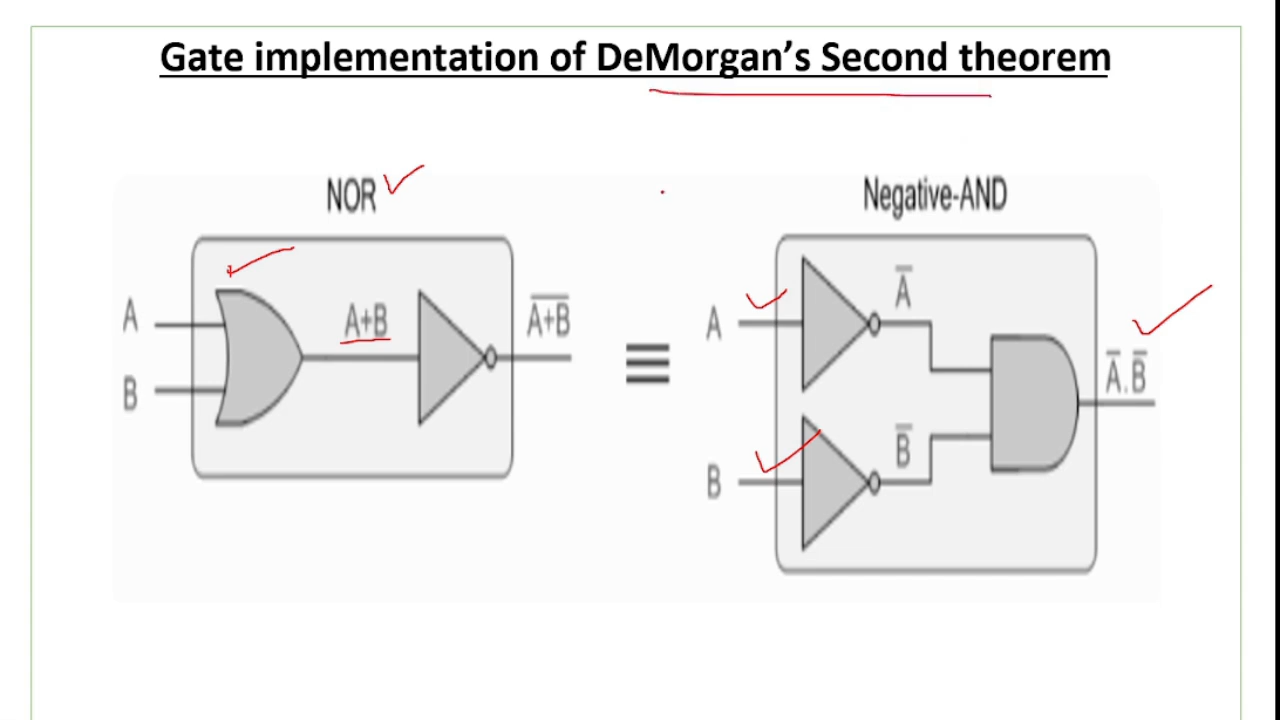 Gate implementation of DeMorgan's Second theorem
NOR
A
B
A+B
A̅+̅B̅
≡
Negative-AND
A
A̅
B
B̅
A̅.B̅